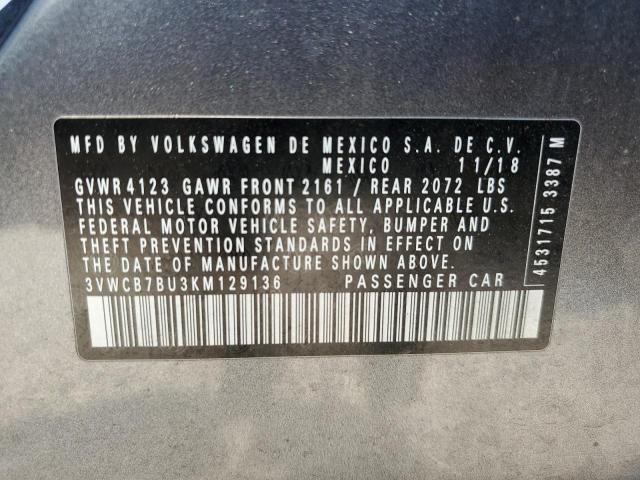 MFD BY VOLKSWAGEN DE MEXICO S.A. DE C.V.
MEXICO 11/18
GVWR 4123 GAWR FRONT 2161 / REAR 2072 LBS
THIS VEHICLE CONFORMS TO ALL APPLICABLE U.S.
FEDERAL MOTOR VEHICLE SAFETY, BUMPER AND
THEFT PREVENTION STANDARDS IN EFFECT ON
THE DATE OF MANUFACTURE SHOWN ABOVE.
3VWCB7BU3KM129136 PASSENGER CAR
4531715 3387 M